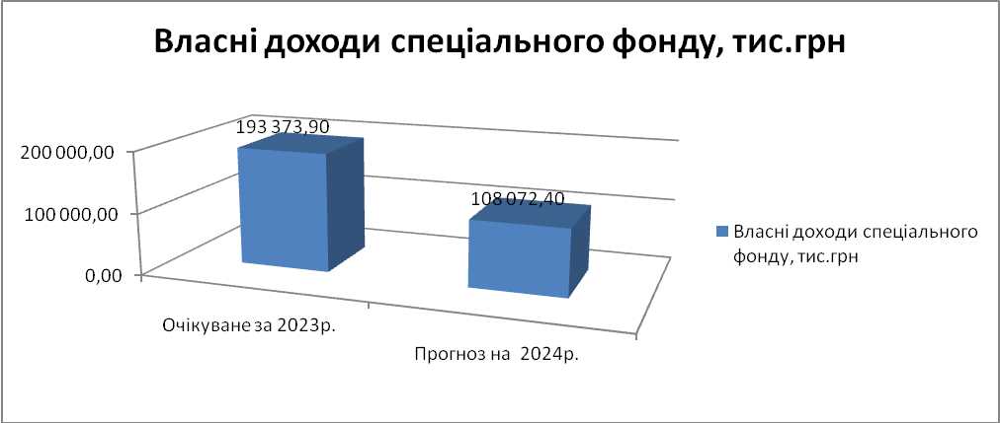 Власні доходи спеціального фонду, тис.грн
193 373,90
200 000,00
108 072,40
100 000,00
Власні доходи спеціального
фонду, тис.грн
0,00
Очікуване за 2023р.
Прогноз на  2024р.